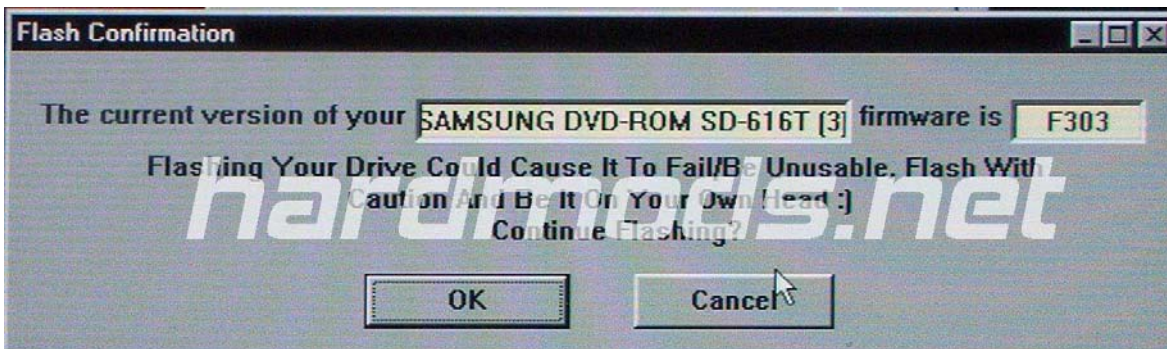 Flash Confirmation
The current version of your SAMSUNG DVD-ROM SD-616T (3) firmware is F303
Flashing Your Drive Could Cause It To Fail/Be Unusable, Flash With
Caution And Be It On Your Own Head :)
Continue Flashing?
hardmods.net
OK Cancel